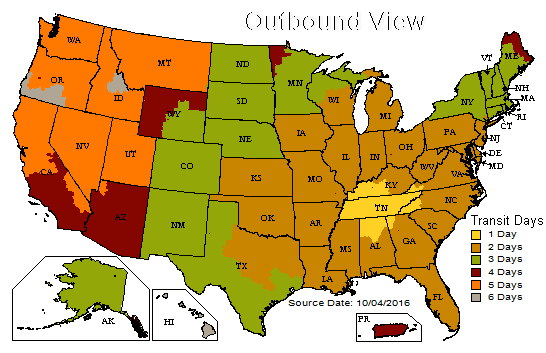 Outbound View
WA
MT
ND
MN
ME
VT
NH
MA
RI
CT
NY
OR
ID
WY
SD
WI
MI
NE
IA
PA
NJ
DE
MD
NV
UT
CO
IL
IN
OH
WV
VA
CA
KS
MO
KY
NC
TN
AZ
NM
OK
AR
SC
MS
AL
GA
TX
LA
FL
AK
HI
PR
Transit Days
1 Day
2 Days
3 Days
4 Days
5 Days
6 Days
Source Date: 10/04/2016